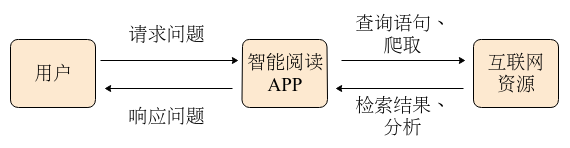 用户
请求问题
响应问题
智能阅读
APP
查询语句、
爬取
检索结果、
分析
互联网
资源